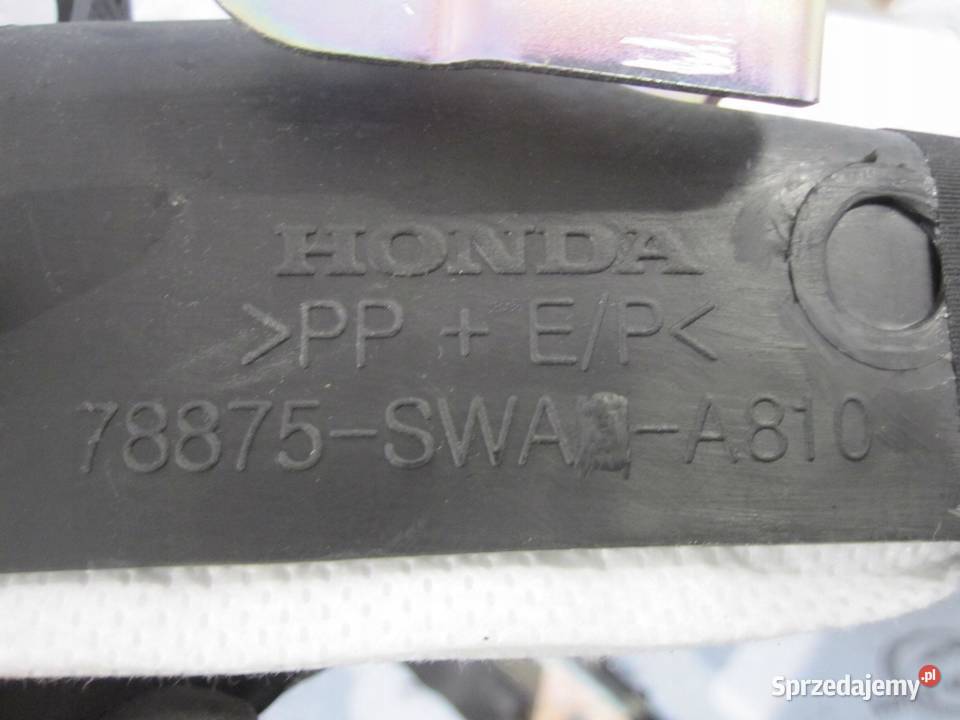 HONDA
>PP + E/P<
78875-SWA -A810
Sprzedajemy.pl